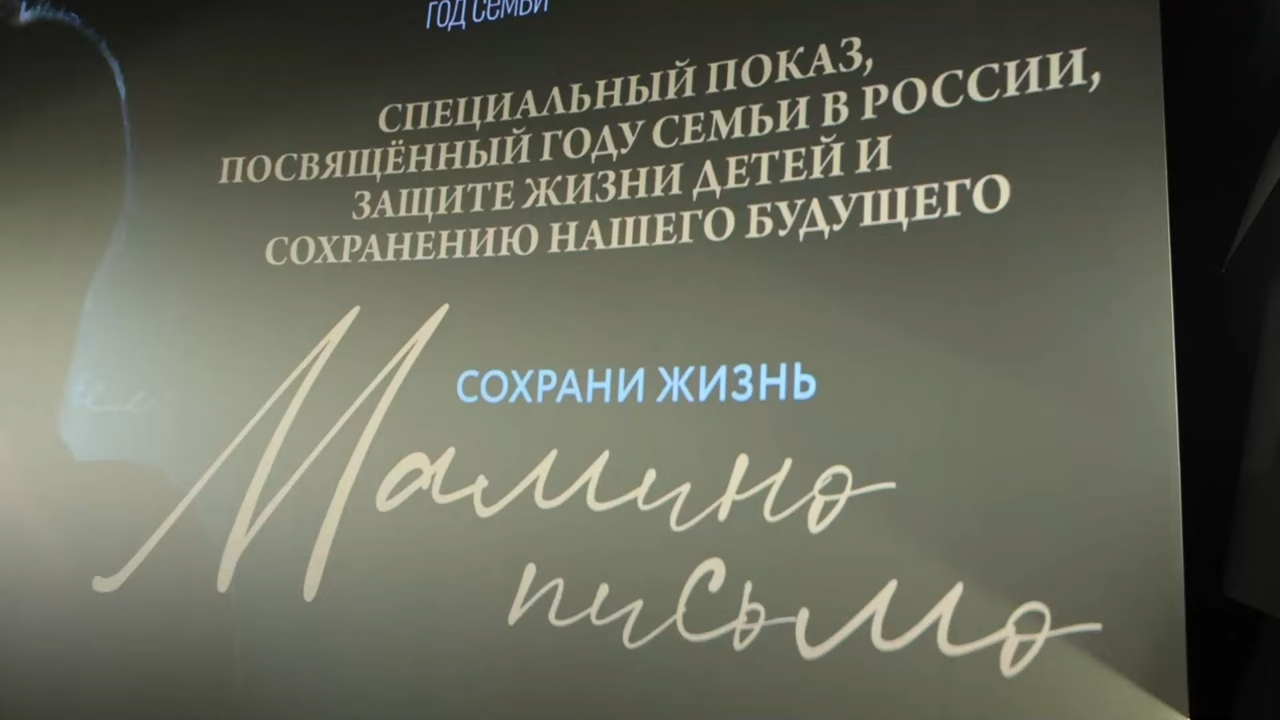 ГОД СЕМЬИ
СПЕЦИАЛЬНЫЙ ПОКАЗ,
ПОСВЯЩЁННЫЙ ГОДУ СЕМЬИ В РОССИИ,
ЗАЩИТЕ ЖИЗНИ ДЕТЕЙ И
СОХРАНЕНИЮ НАШЕГО БУДУЩЕГО
СОХРАНИ ЖИЗНЬ
Мамино
письмо